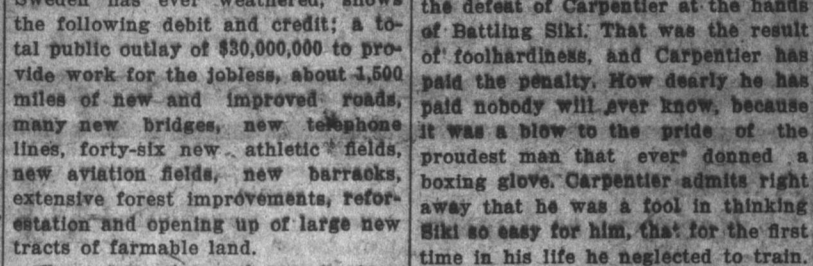 Sweden has ever weathered, shows
the following debit and credit; a to-
tal public outlay of $30,000,000 to pro-
vide work for the jobless, about 1,500
miles of new and improved roads,
many new bridges, new telephone
lines, forty-six new athletic fields,
new aviation fields, new barracks,
extensive forest improvements, refor-
estation and opening up of large new
tracts of farmable land.
the defeat of Carpentier at the hands
of Battling Siki. That was the result
of foolhardiness, and Carpentier has
paid the penalty. How dearly he has
paid nobody will ever know, because
it was a blow to the pride of the
proudest man that ever donned a
boxing glove. Carpentier admits right
away that he was a fool in thinking
Siki so easy for him, that for the first
time in his life he neglected to train.